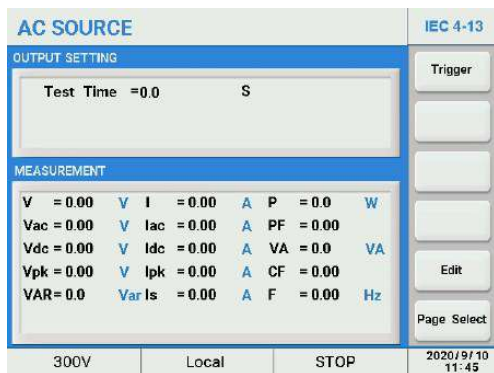 AC SOURCE IEC 4-13
OUTPUT SETTING
Trigger
Test Time =0.0 S
MEASUREMENT
V = 0.00 V I = 0.00 A P = 0.0 W
Vac = 0.00 V Iac = 0.00 A PF = 0.00
Vdc = 0.00 V Idc = 0.00 A VA = 0.0 VA
Vpk = 0.00 V Ipk = 0.00 A CF = 0.00
Edit
VAR= 0.0 Var Is = 0.00 A F = 0.00 Hz
Page Select
300V Local STOP 2020/9/10
11:45